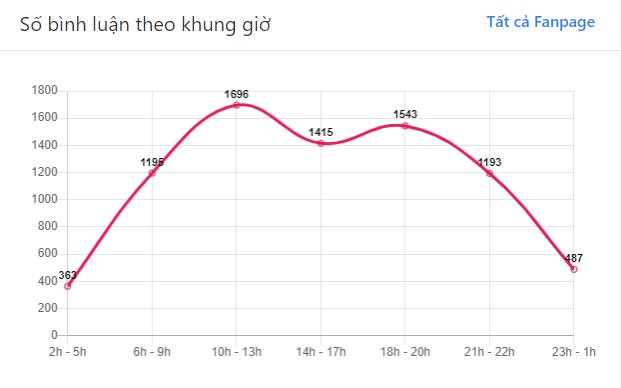 Số bình luận theo khung giờ
Tất cả Fanpage
1800
1600
1400
1200
1000
800
600
400
200
0
363
1195
1696
1415
1543
1193
487
2h - 5h
6h - 9h
10h - 13h
14h - 17h
18h - 20h
21h - 22h
23h - 1h